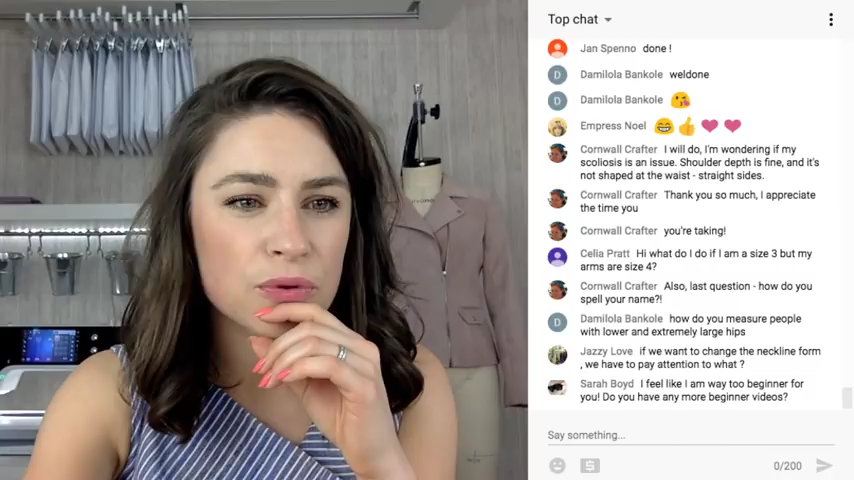 Top chat
Jan Spenno done !
D Damilola Bankole weldone
D Damilola Bankole
Empress Noel
Cornwall Crafter I will do, I'm wondering if my
scoliosis is an issue. Shoulder depth is fine, and it's
not shaped at the waist - straight sides.
Cornwall Crafter Thank you so much, I appreciate
the time you
Cornwall Crafter you're taking!
Celia Pratt Hi what do I do if I am a size 3 but my
arms are size 4?
Cornwall Crafter Also, last question - how do you
spell your name?!
D Damilola Bankole how do you measure people
with lower and extremely large hips
Jazzy Love if we want to change the neckline form
, we have to pay attention to what ?
Sarah Boyd I feel like I am way too beginner for
you! Do you have any more beginner videos?
Say something...
0/200